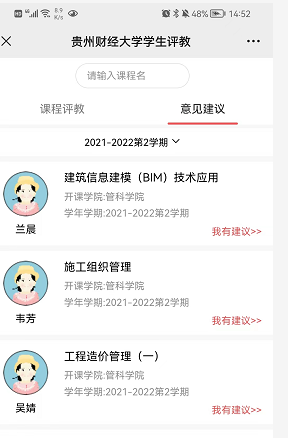 8.9 K/s 48% 14:52
贵州财经大学学生评教
请输入课程名
课程评教 意见建议
2021-2022第2学期
建筑信息建模（BIM）技术应用
开课学院:管科学院
学年学期:2021-2022第2学期
兰晨
我有建议>>
施工组织管理
开课学院:管科学院
学年学期:2021-2022第2学期
韦芳
我有建议>>
工程造价管理（一）
开课学院:管科学院
学年学期:2021-2022第2学期
吴婧
我有建议>>